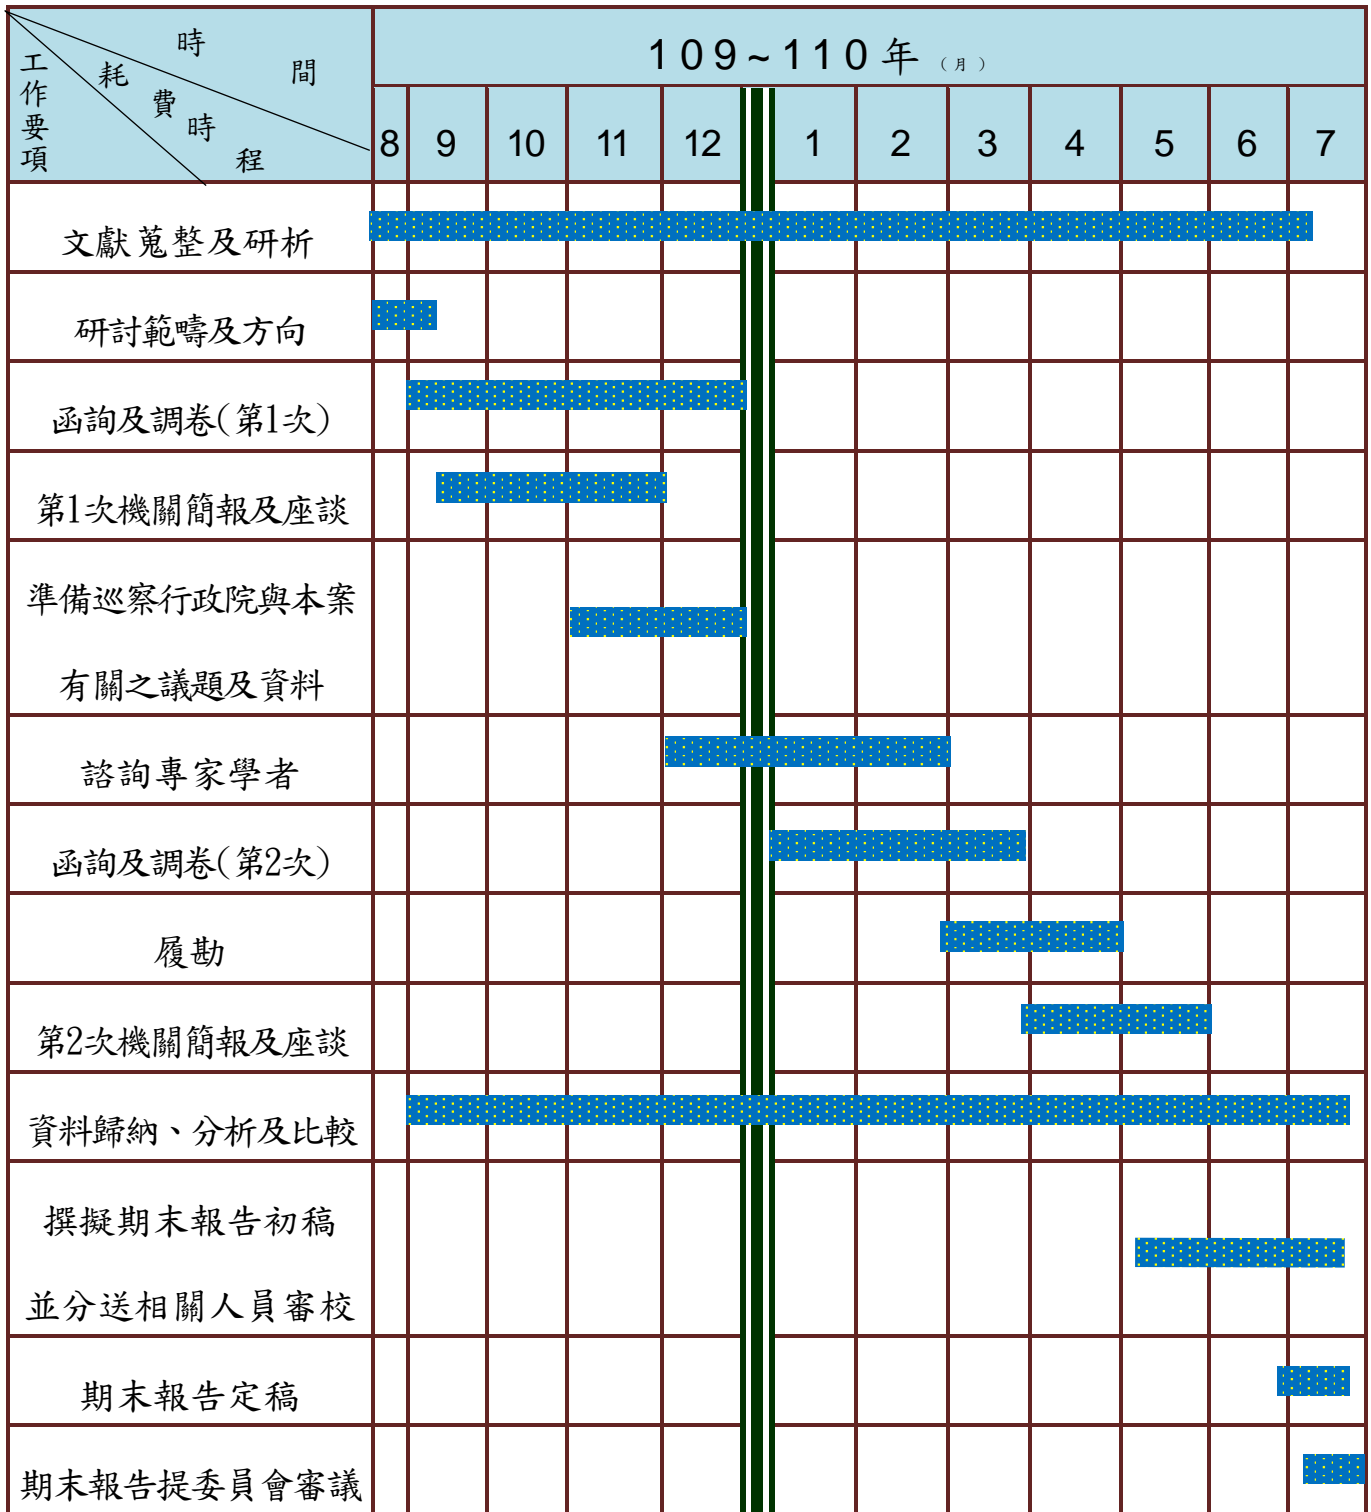 時間
耗費時程
工作要項
109~110年（月）
8 9 10 11 12 1 2 3 4 5 6 7
文獻蒐整及研析
研討範疇及方向
函詢及調卷(第1次)
第1次機關簡報及座談
準備巡察行政院與本案
有關之議題及資料
諮詢專家學者
函詢及調卷(第2次)
履勘
第2次機關簡報及座談
資料歸納、分析及比較
撰擬期末報告初稿
並分送相關人員審校
期末報告定稿
期末報告提委員會審議